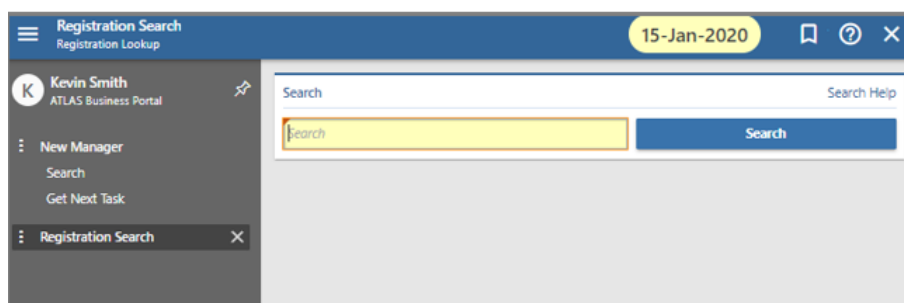 Registration Search
Registration Lookup
15-Jan-2020
K
Kevin Smith
ATLAS Business Portal
New Manager
Search
Get Next Task
Registration Search
Search
Search Help
Search
Search